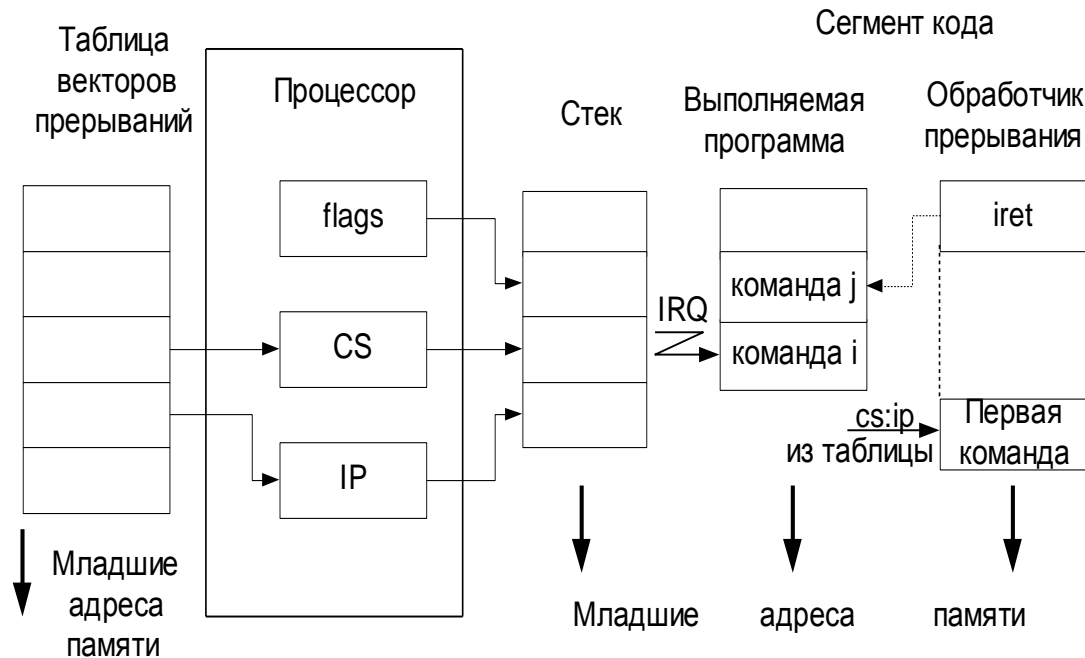 Сегмент кода
Таблица
векторов
прерываний
Процессор
Стек
Выполняемая
программа
Обработчик
прерывания
flags
CS
IP
IRQ
команда j
команда i
iret
cs:ip
из таблицы
Первая
команда
Младшие
адреса
памяти
Младшие адреса памяти